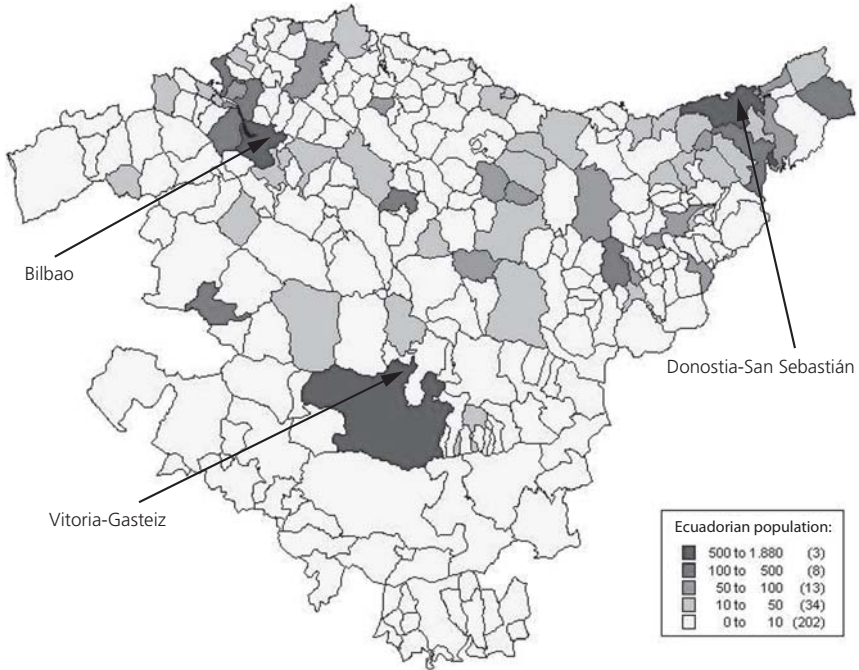 Bilbao
Donostia-San Sebastián
Vitoria-Gasteiz
Ecuadorian population:
500 to 1.880 (3)
100 to 500 (8)
50 to 100 (13)
10 to 50 (34)
0 to 10 (202)